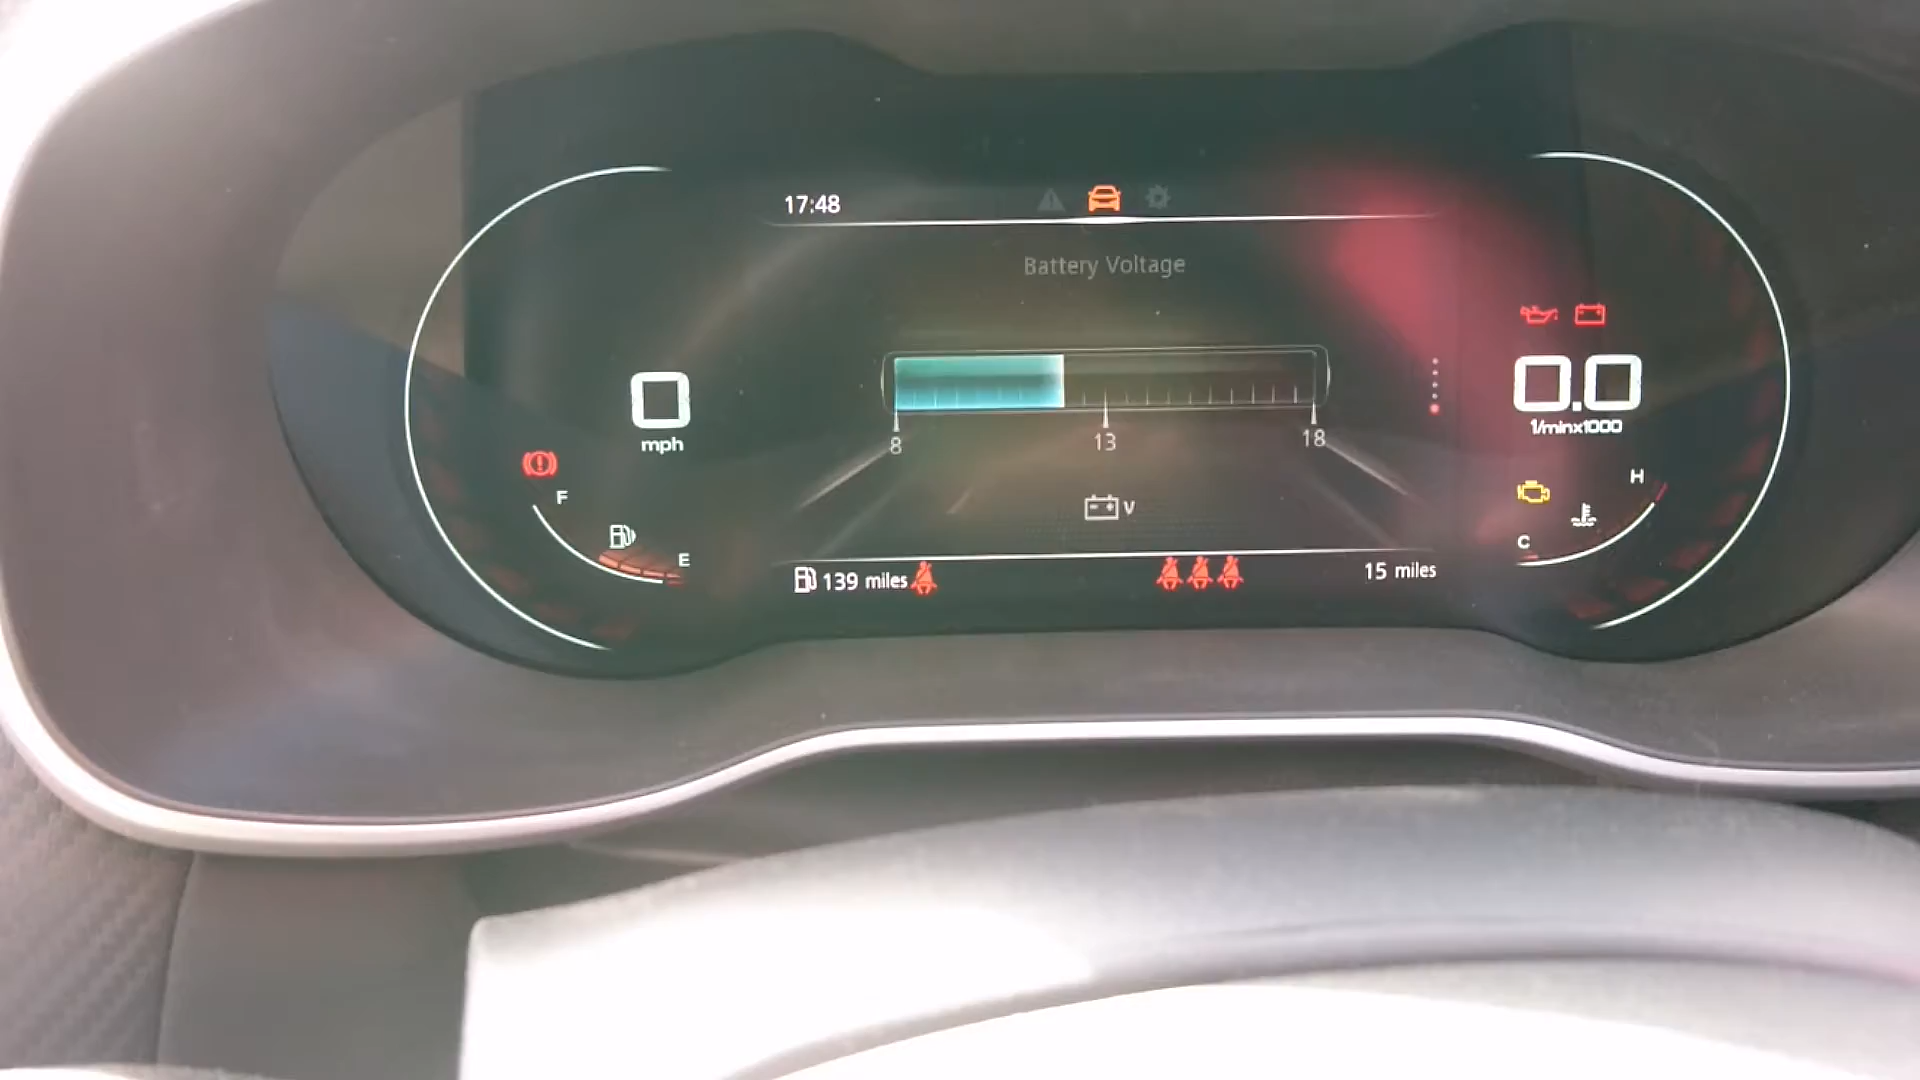 17:48
Battery Voltage
0
mph
8
13
18
0.0
1/minx1000
V
F
E
H
C
139 miles
15 miles